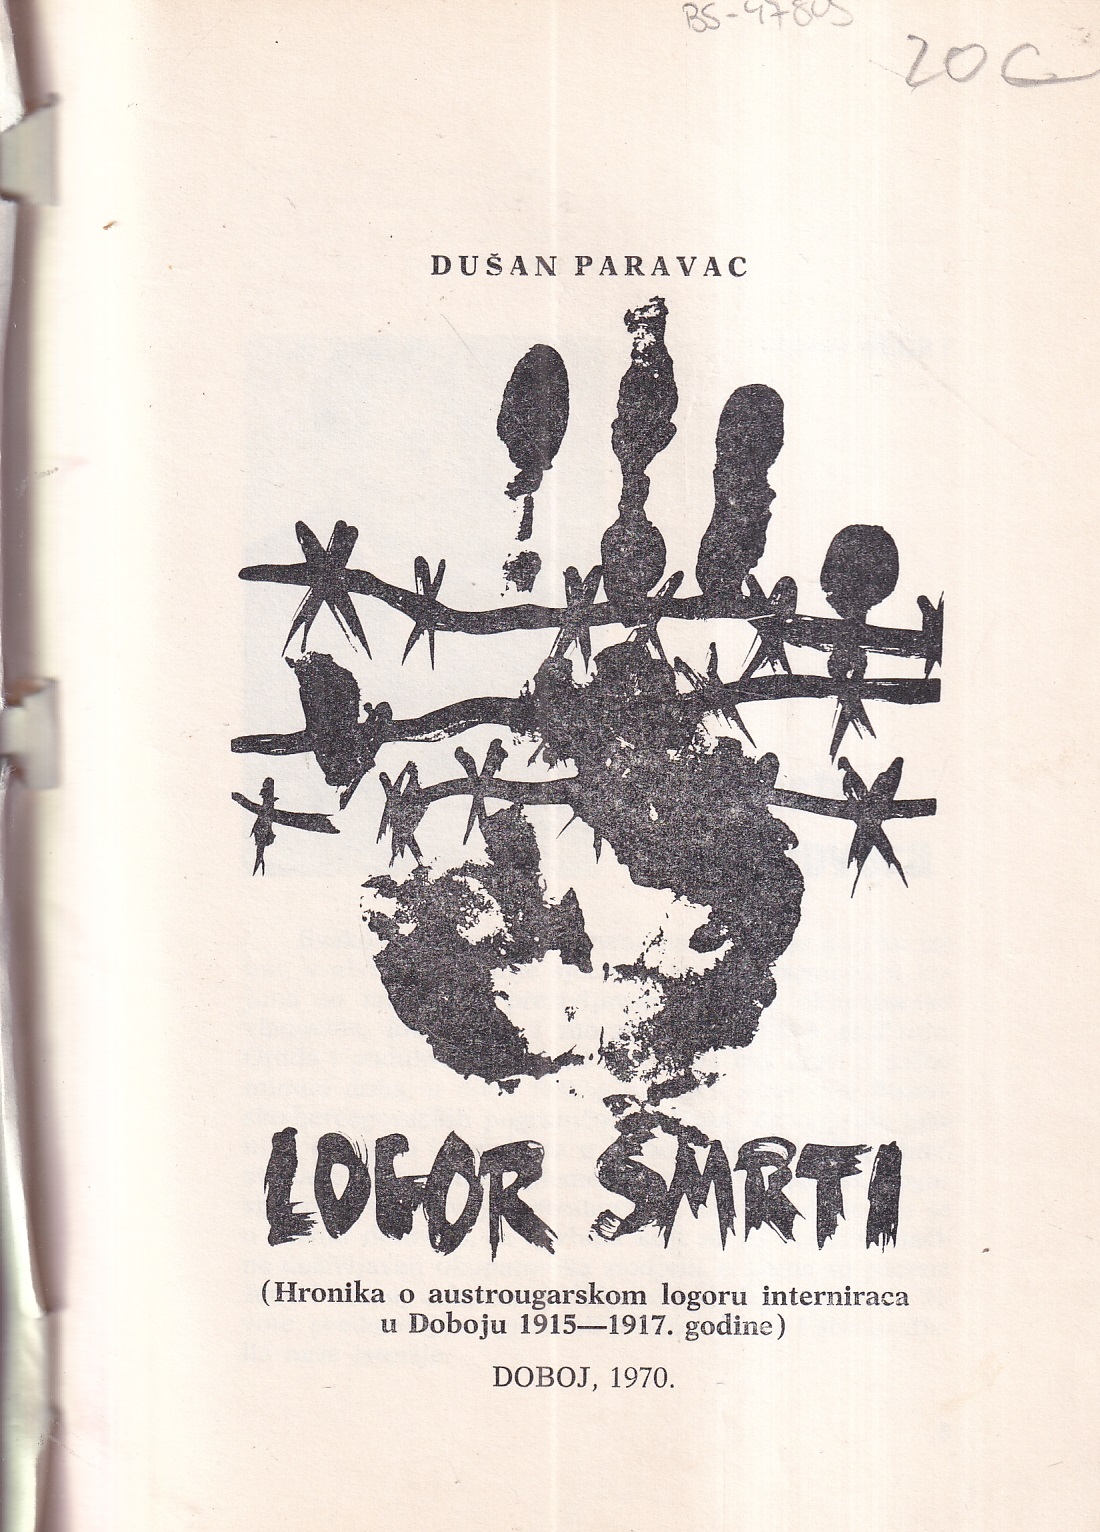 BS-47805
20C
DUŠAN PARAVAC
LOGOR SMRTI
(Hronika o austrougarskom logoru interniraca
u Doboju 1915—1917. godine)
DOBOJ, 1970.